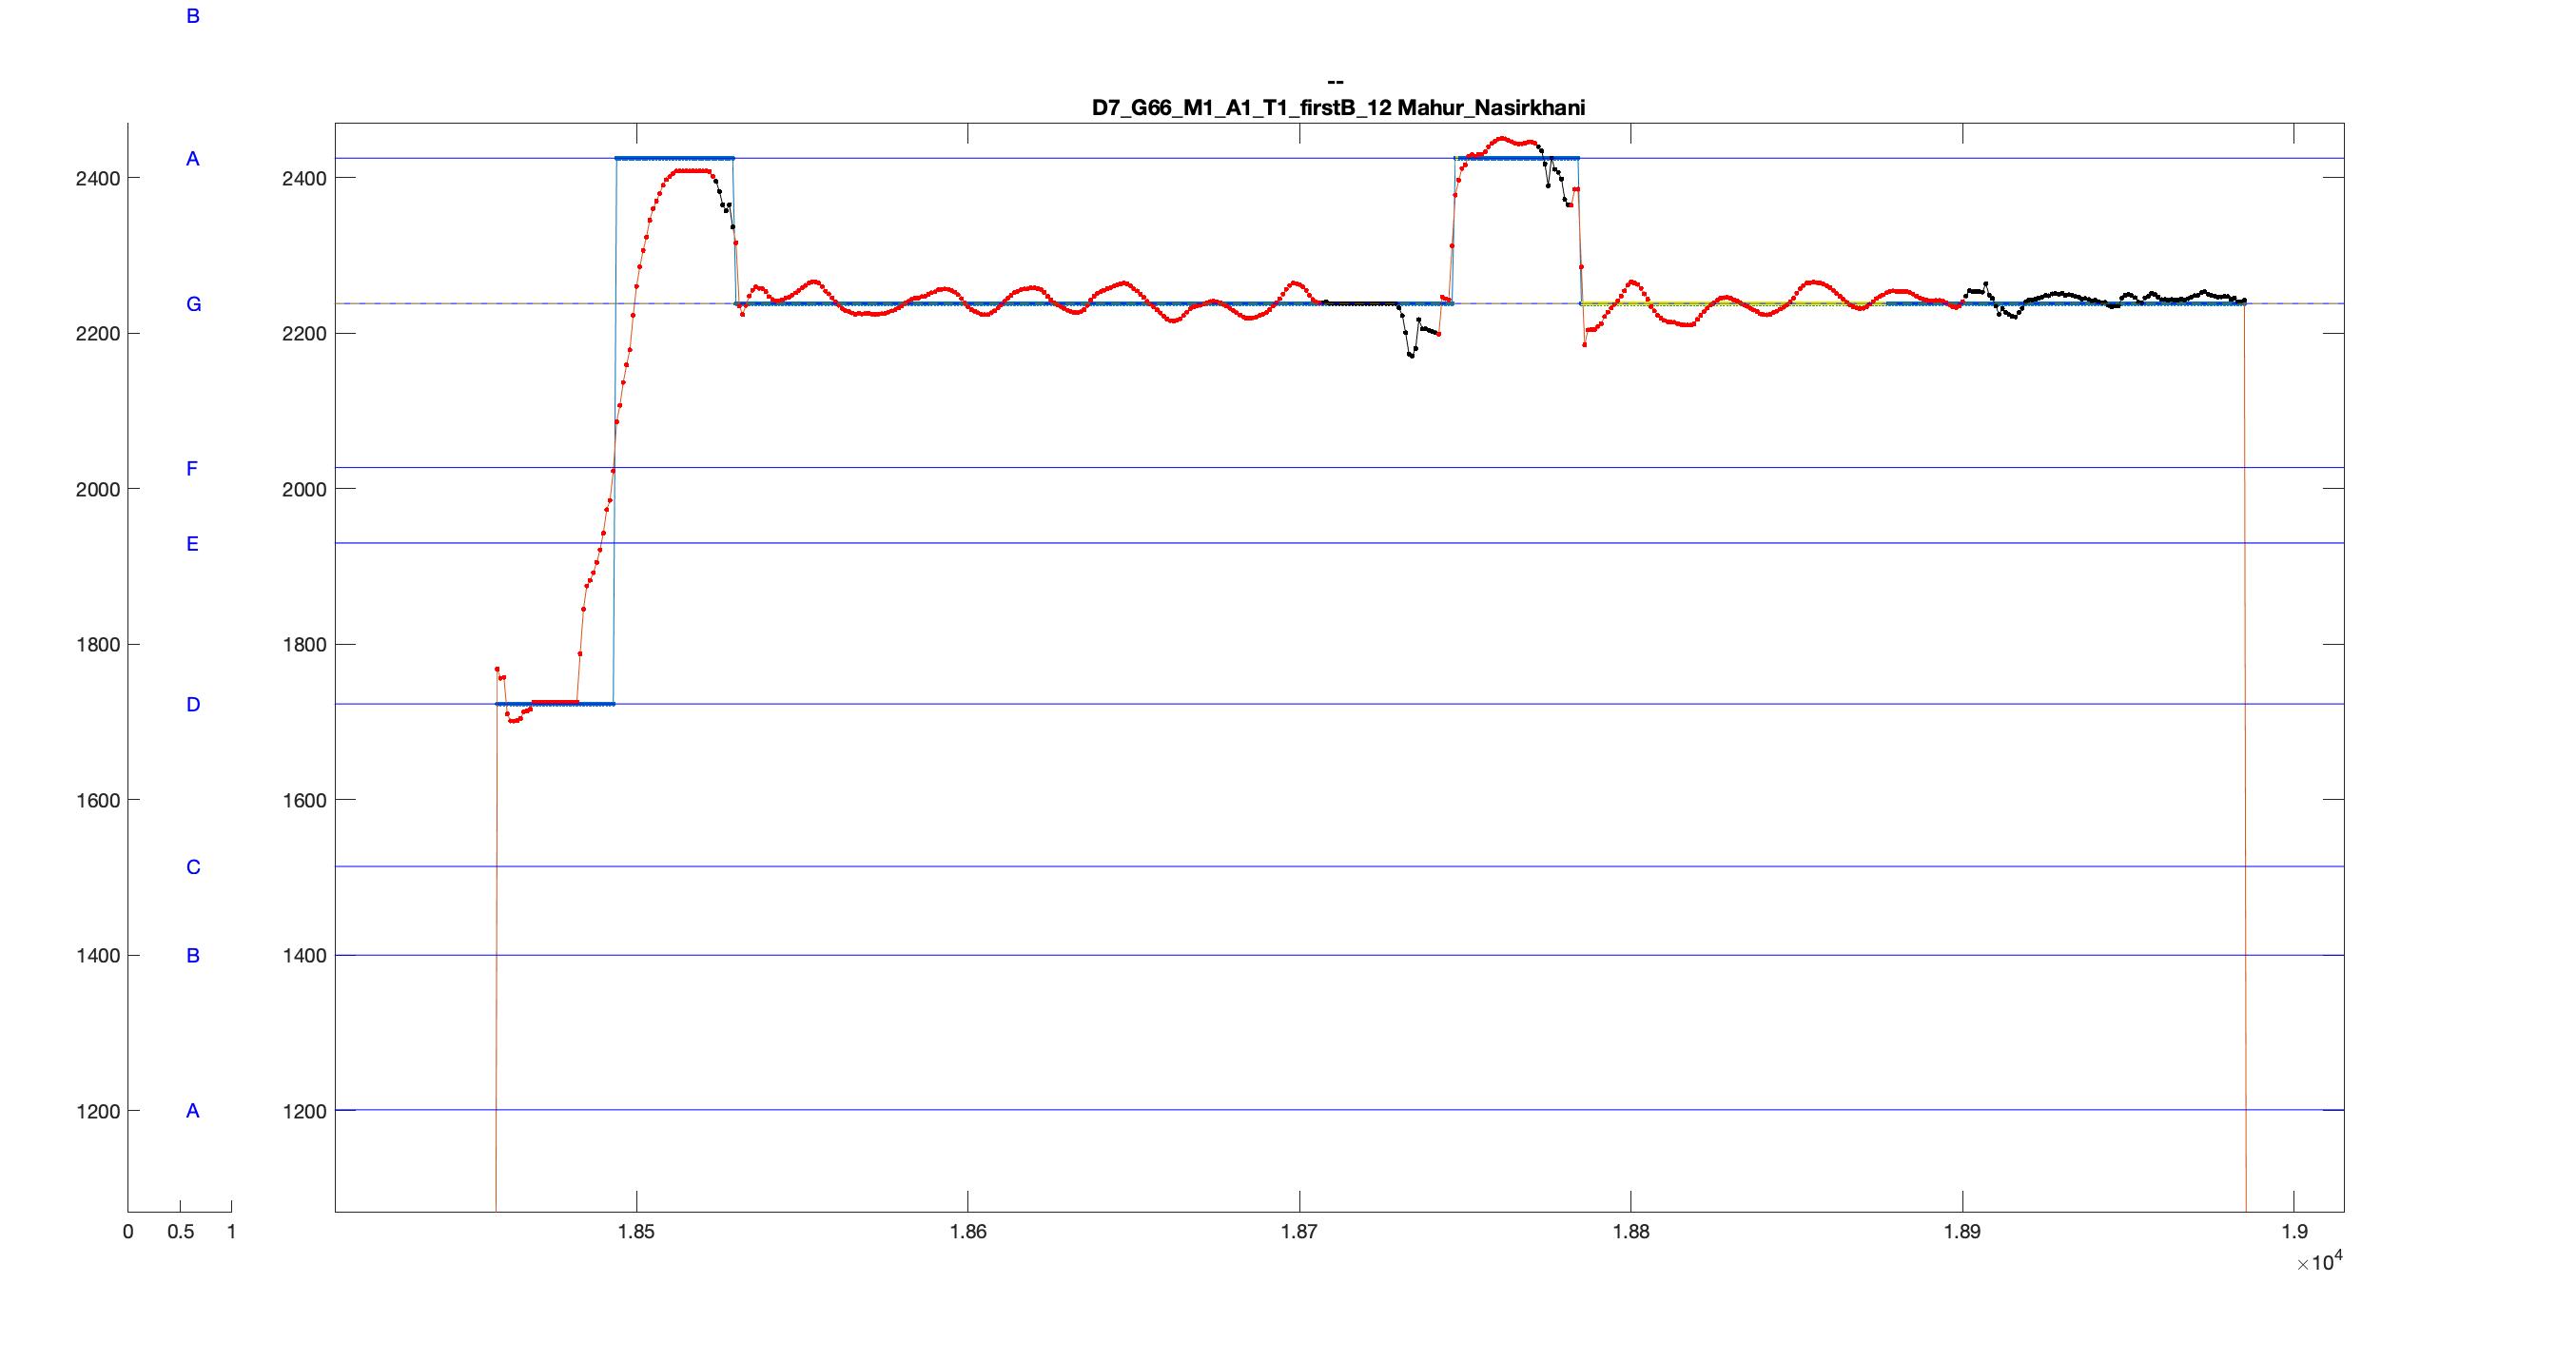 B
--
D7_G66_M1_A1_T1_firstB_12 Mahur_Nasirkhani
A
2400 2400
G
2200 2200
F
2000 2000
E
1800 1800
D
1600 1600
C
1400 B 1400
1200 A 1200
0 0.5 1 1.85 1.86 1.87 1.88 1.89 1.9
×10^4